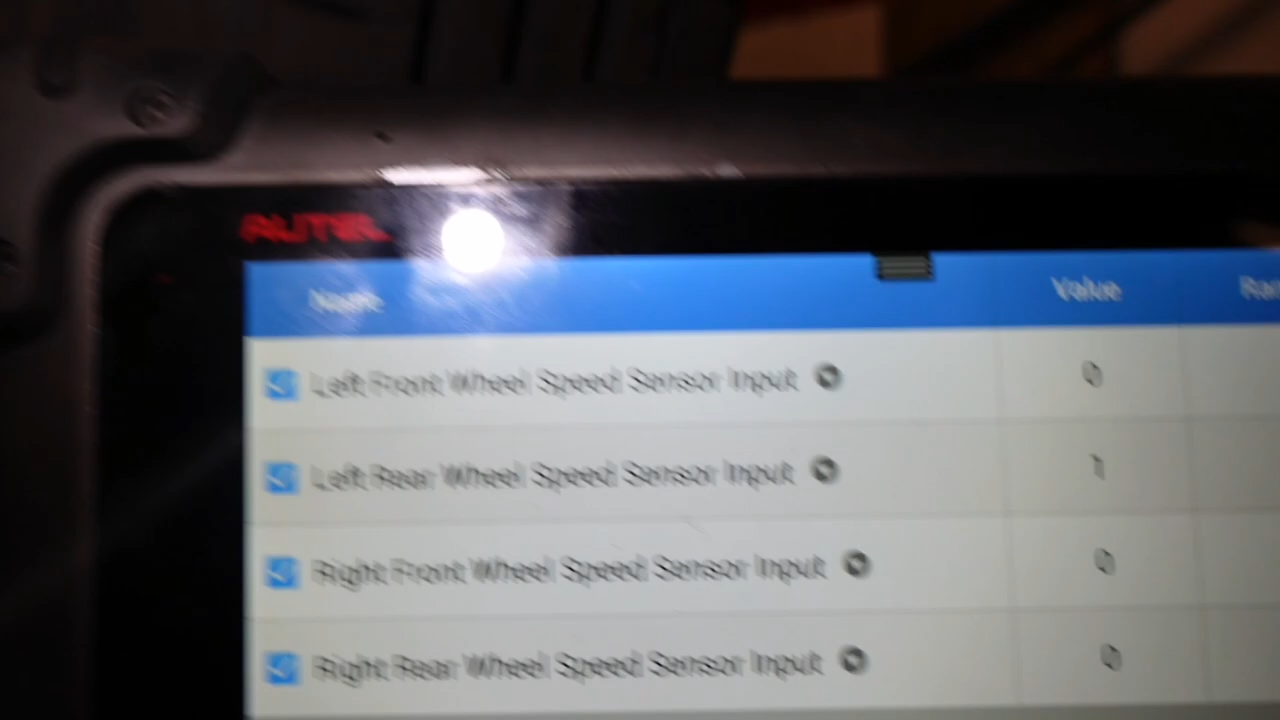 AUTEL
Name Value Ran
Left Front Wheel Speed Sensor Input 0
Left Rear Wheel Speed Sensor Input 1
Right Front Wheel Speed Sensor Input 0
Right Rear Wheel Speed Sensor Input 0